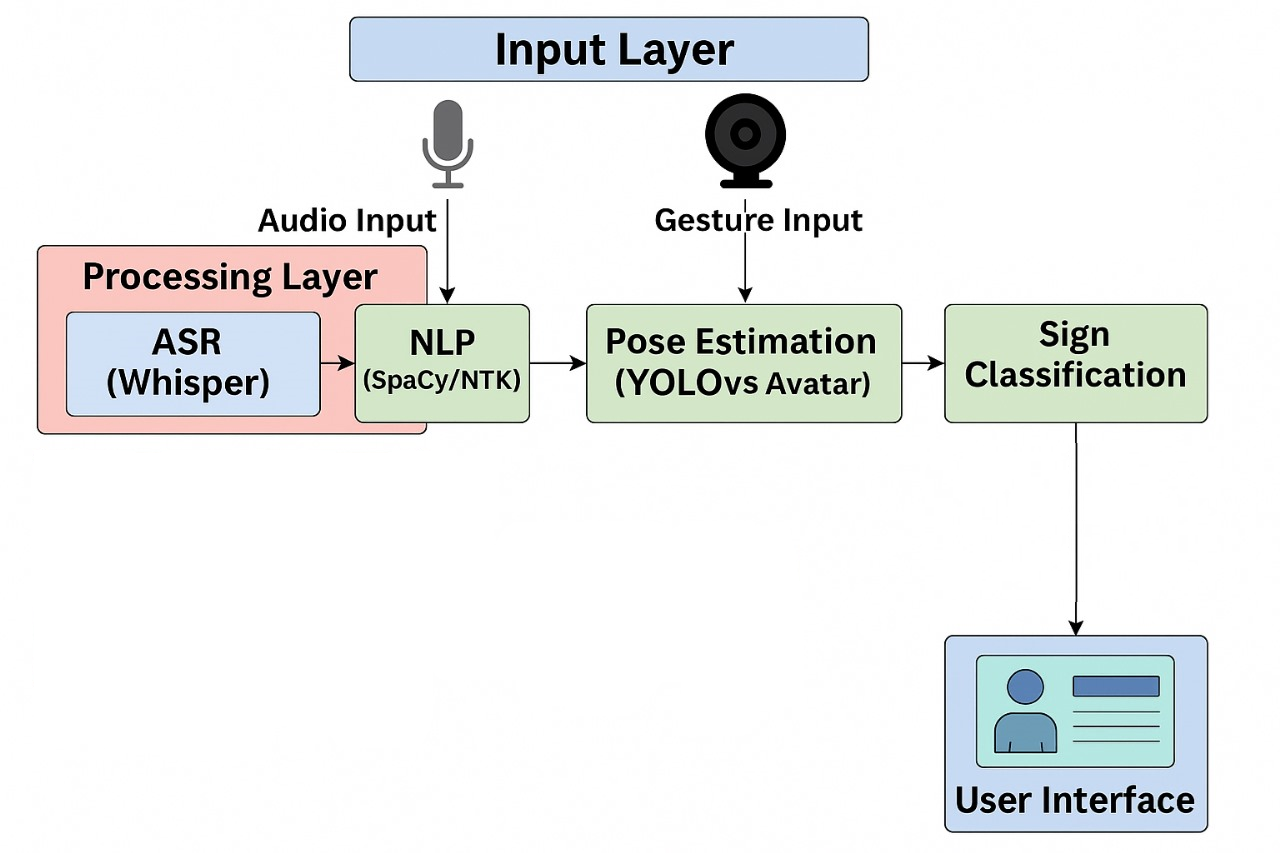 Input Layer
Audio Input
Gesture Input
Processing Layer
ASR
(Whisper)
NLP
(SpaCy/NTK)
Pose Estimation
(YOLOvs Avatar)
Sign
Classification
User Interface